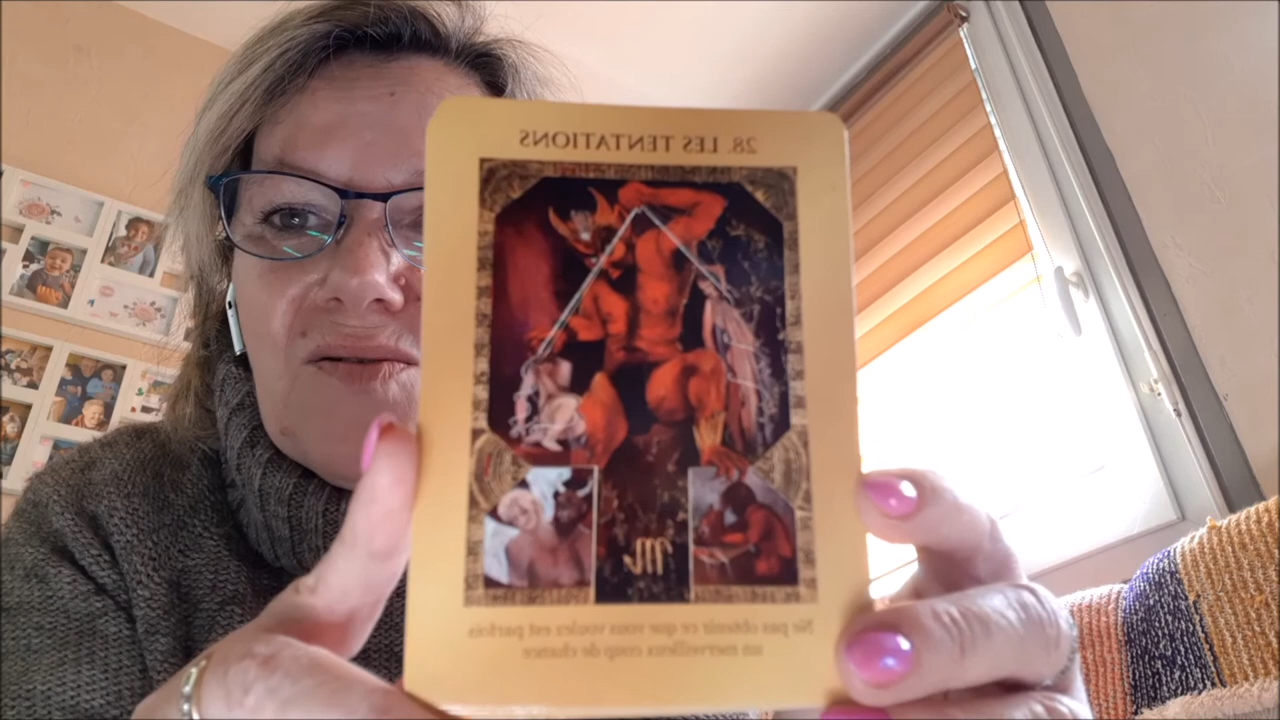 28. LES TENTATIONS
Ne pas obtenir ce que vous voulez est parfois
un merveilleux coup de chance